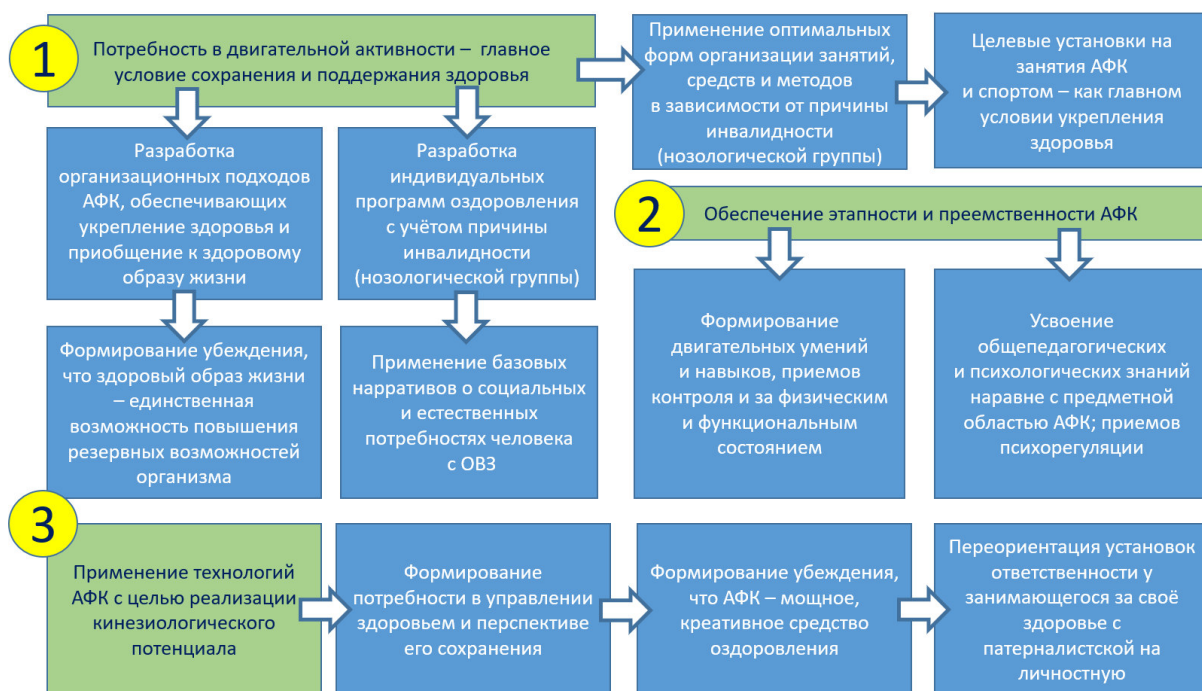 1
Потребность в двигательной активности – главное
условие сохранения и поддержания здоровья
Применение оптимальных
форм организации занятий,
средств и методов
в зависимости от причины
инвалидности
(нозологической группы)
Целевые установки на
занятия АФК
и спортом – как главном
условии укрепления
здоровья
Разработка
организационных подходов
АФК, обеспечивающих
укрепление здоровья и
приобщение к здоровому
образу жизни
Разработка
индивидуальных
программ оздоровления
с учётом причины
инвалидности
(нозологической группы)
Формирование убеждения,
что здоровый образ жизни
– единственная
возможность повышения
резервных возможностей
организма
Применение базовых
нарративов о социальных
и естественных
потребностях человека
с ОВЗ
2
Обеспечение этапности и преемственности АФК
Формирование
двигательных умений
и навыков, приемов
контроля и за физическим
и функциональным
состоянием
Усвоение
общепедагогических
и психологических знаний
наравне с предметной
областью АФК; приемов
психорегуляции
3
Применение технологий
АФК с целью реализации
кинезиологического
потенциала
Формирование
потребности в управлении
здоровьем и перспективе
его сохранения
Формирование убеждения,
что АФК – мощное,
креативное средство
оздоровления
Переориентация установок
ответственности у
занимающегося за своё
здоровье с
патерналистской на
личностную